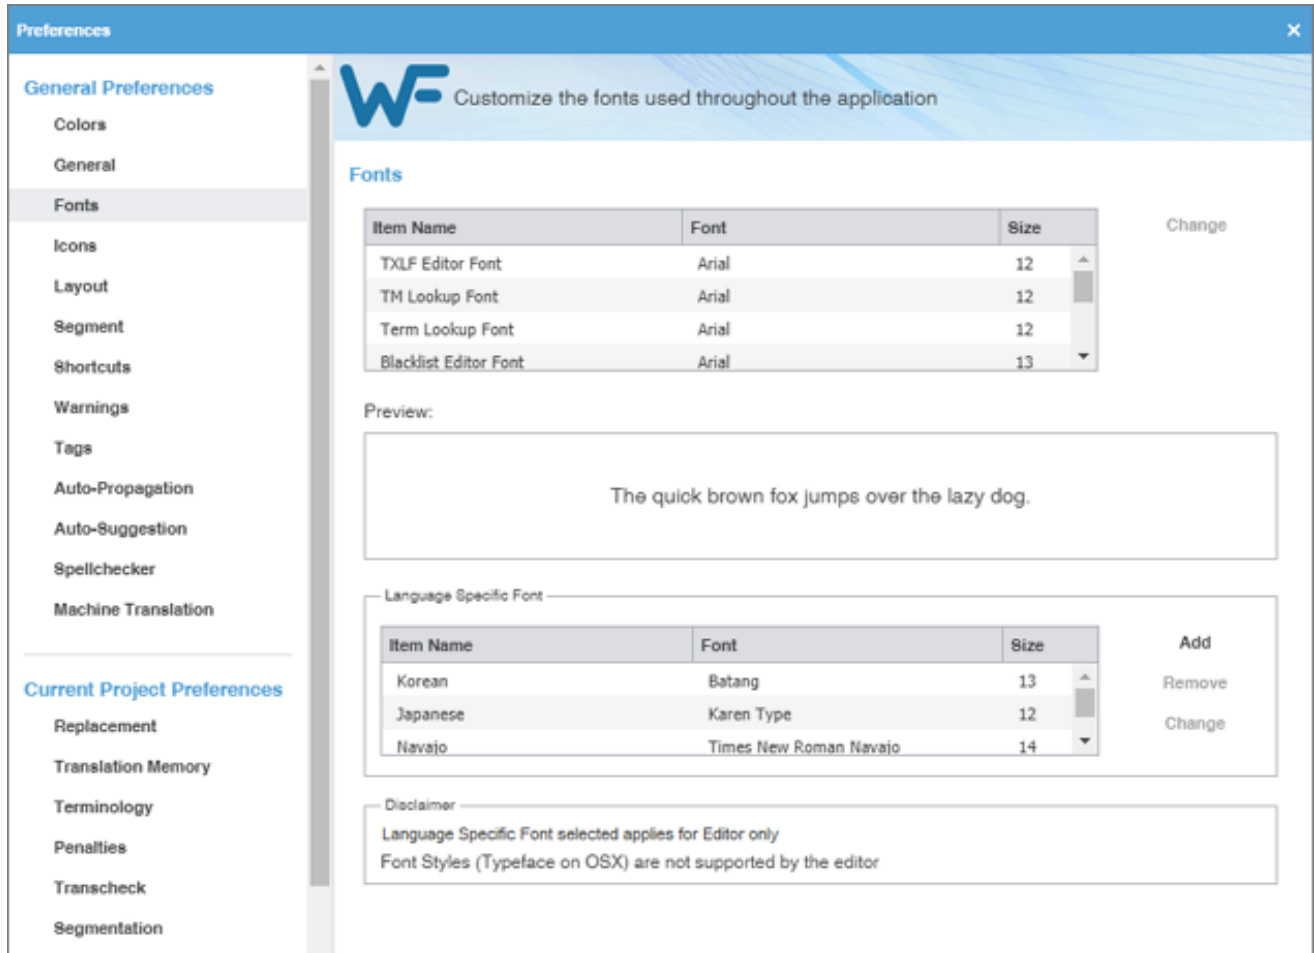 Preferences
General Preferences
Colors
General
Fonts
Icons
Layout
Segment
Shortcuts
Warnings
Tags
Auto-Propagation
Auto-Suggestion
Spellchecker
Machine Translation
Current Project Preferences
Replacement
Translation Memory
Terminology
Penalties
Transcheck
Segmentation
WF Customize the fonts used throughout the application
Fonts
Item Name Font Size
TXLF Editor Font Arial 12
TM Lookup Font Arial 12
Term Lookup Font Arial 12
Blacklist Editor Font Arial 13
Change
Preview:
The quick brown fox jumps over the lazy dog.
Language Specific Font
Item Name Font Size
Korean Batang 13
Japanese Karen Type 12
Navajo Times New Roman Navajo 14
Add
Remove
Change
Disclaimer
Language Specific Font selected applies for Editor only
Font Styles (Typeface on OSX) are not supported by the editor